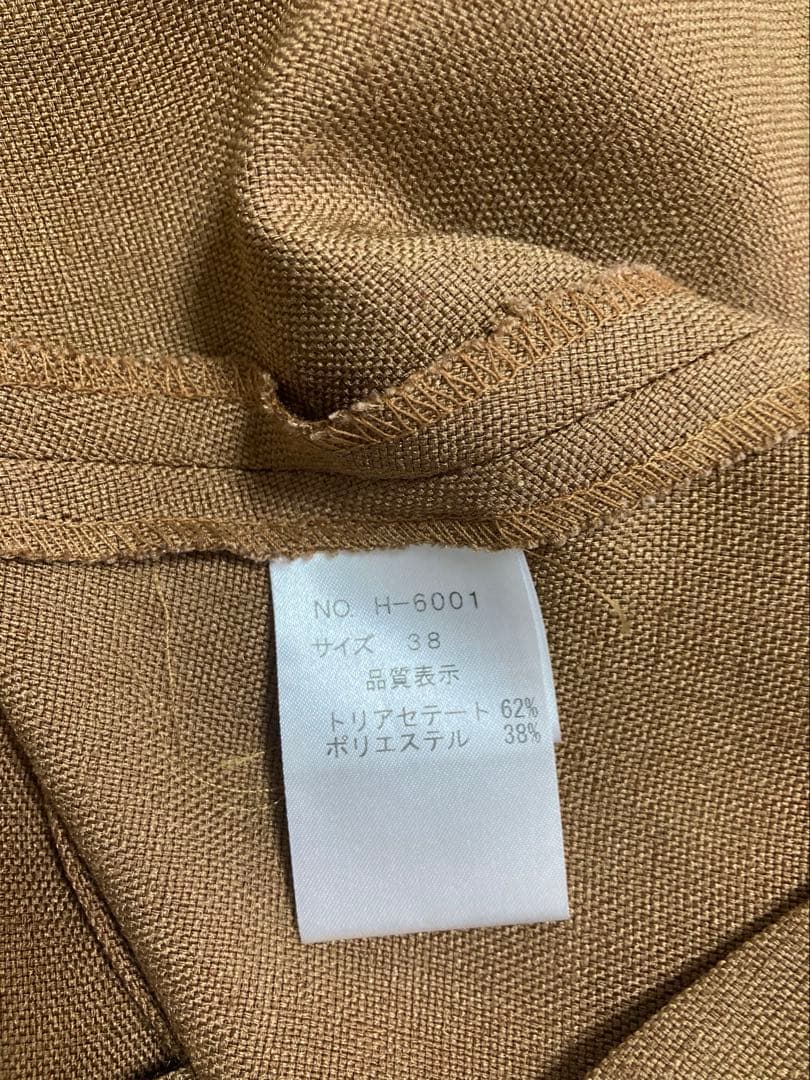 NO. H-6001
サイズ 38
品質表示
トリアセテート 62%
ポリエステル 38%